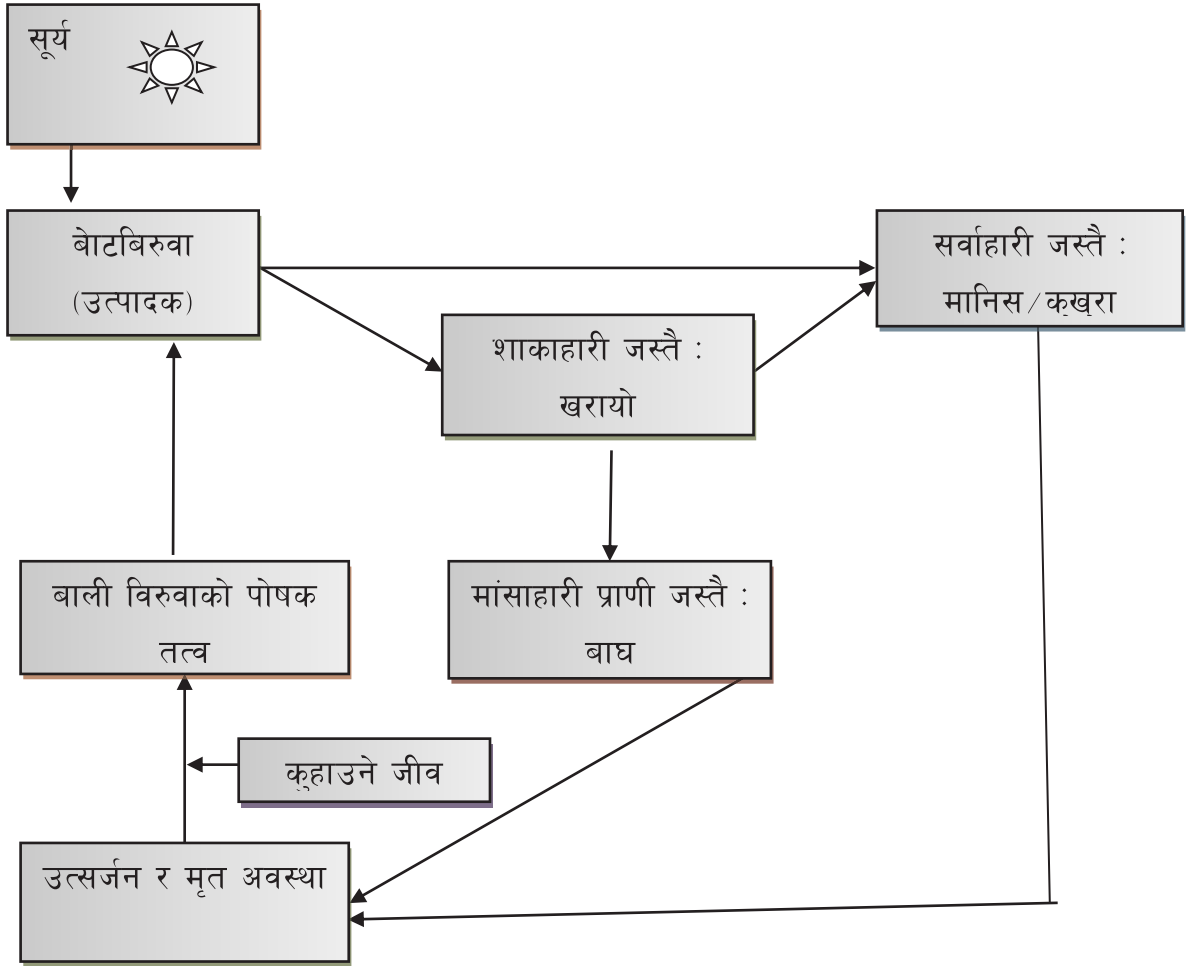 सूर्य
बोटबिरुवा
(उत्पादक)
सर्वाहारी जस्तै :
मानिस/कुखुरा
शाकाहारी जस्तै :
खरायो
बाली विरुवाको पोषक
तत्व
मांसाहारी प्राणी जस्तै :
बाघ
कुहाउने जीव
उत्सर्जन र मृत अवस्था